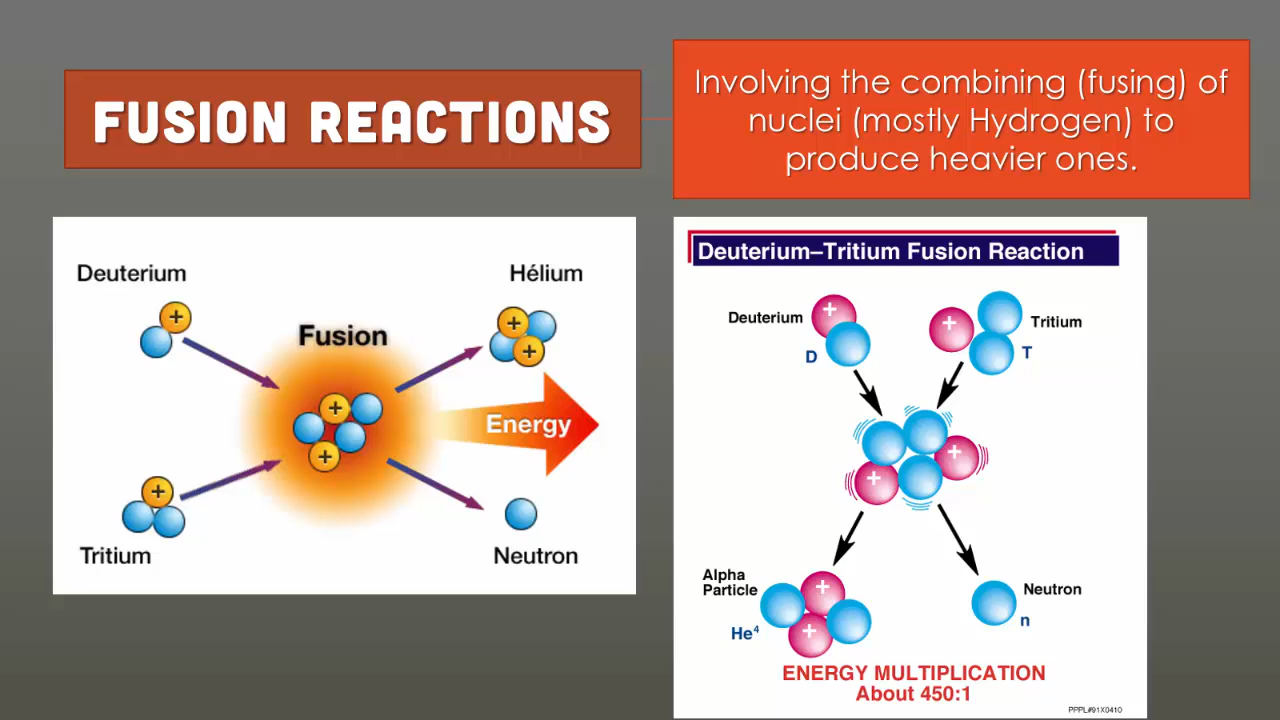 FUSION REACTIONS
Involving the combining (fusing) of
nuclei (mostly Hydrogen) to
produce heavier ones.
Deuterium
Hélium
+
+
+
Fusion
+
+
Energy
+
Tritium
Neutron
Deuterium–Tritium Fusion Reaction
Deuterium
+
D
+
Tritium
T
+
+
Alpha
Particle
He⁴
+
+
Neutron
n
ENERGY MULTIPLICATION
About 450:1
PPPL#91X0410